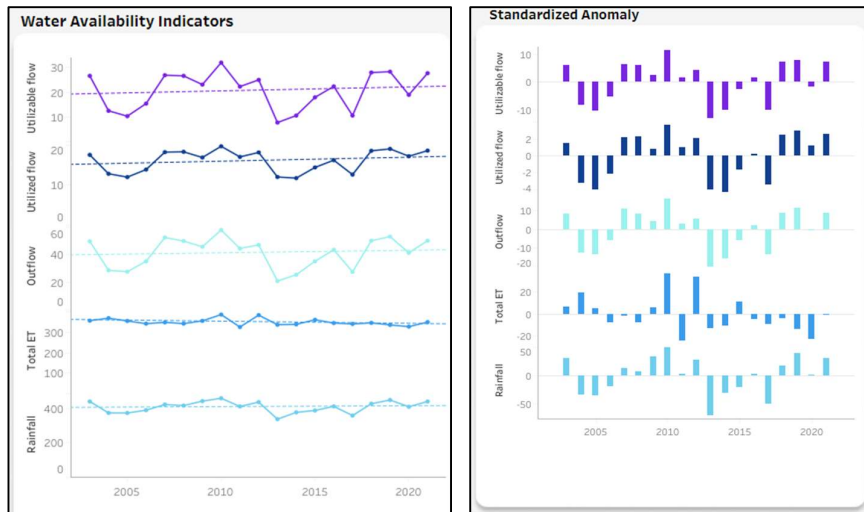 Water Availability Indicators
Utilizable flow
30
20
10
Utilized flow
20
10
0
Outflow
60
40
20
0
Total ET
300
200
100
Rainfall
400
200
0
2005 2010 2015 2020
Standardized Anomaly
Utilizable flow
10
0
-10
Utilized flow
2
0
-2
-4
Outflow
10
0
-10
-20
Total ET
20
0
-20
Rainfall
50
0
-50
2005 2010 2015 2020